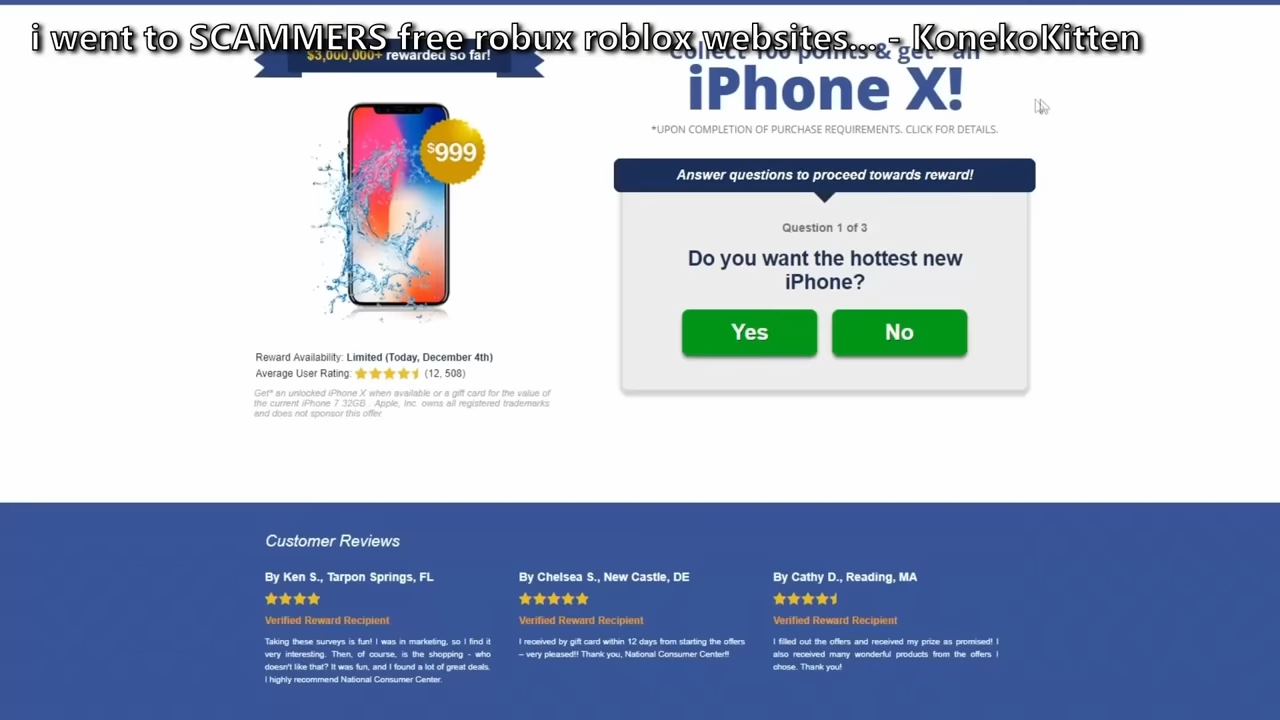 i went to SCAMMERS free robux roblox websites... - KonekoKitten
$3,000,000+ rewarded so far!
Collect 100 points & get* an
iPhone X!
*UPON COMPLETION OF PURCHASE REQUIREMENTS. CLICK FOR DETAILS.
$999
Answer questions to proceed towards reward!
Question 1 of 3
Do you want the hottest new
iPhone?
Yes No
Reward Availability: Limited (Today, December 4th)
Average User Rating: (12, 508)
Get* an unlocked iPhone X when available or a gift card for the value of
the current iPhone 7 32GB . Apple, Inc. owns all registered trademarks
and does not sponsor this offer
Customer Reviews
By Ken S., Tarpon Springs, FL
Verified Reward Recipient
Taking these surveys is fun! I was in marketing, so I find it
very interesting. Then, of course, is the shopping - who
doesn't like that? It was fun, and I found a lot of great deals.
I highly recommend National Consumer Center.
By Chelsea S., New Castle, DE
Verified Reward Recipient
I received by gift card within 12 days from starting the offers
– very pleased!! Thank you, National Consumer Center!!
By Cathy D., Reading, MA
Verified Reward Recipient
I filled out the offers and received my prize as promised! I
also received many wonderful products from the offers I
chose. Thank you!